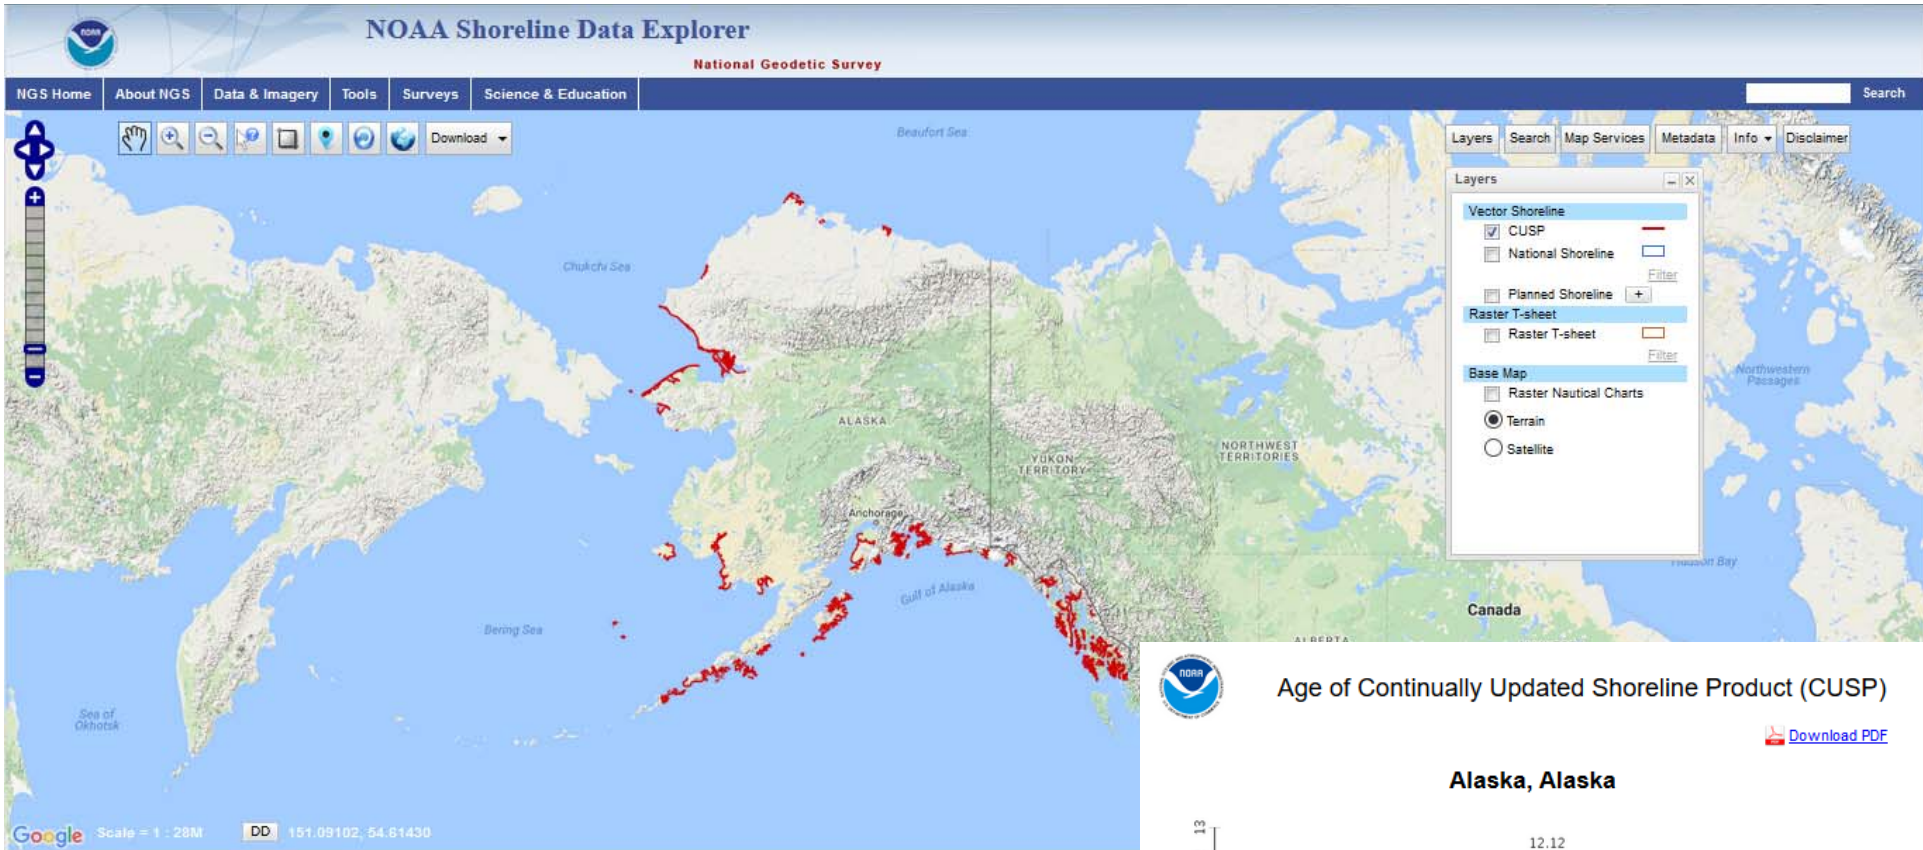 NOAA Shoreline Data Explorer
National Geodetic Survey
NOAA
NGS Home About NGS Data & Imagery Tools Surveys Science & Education Search
Download
Layers Search Map Services Metadata Info Disclaimer
Layers
Vector Shoreline
CUSP
National Shoreline
Filter
Planned Shoreline +
Raster T-sheet
Raster T-sheet
Filter
Base Map
Raster Nautical Charts
Terrain
Satellite
Beaufort Sea
Chukchi Sea
Northwestern
Passages
ALASKA
NORTHWEST
TERRITORIES
YUKON
TERRITORY
Anchorage
Hudson Bay
Gulf of Alaska
Canada
Bering Sea
ALBERTA
Sea of
Okhotsk
Google Scale = 1 : 28M DD 151.09102, 54.61430
NOAA
Age of Continually Updated Shoreline Product (CUSP)
Download PDF
Alaska, Alaska
13
12.12